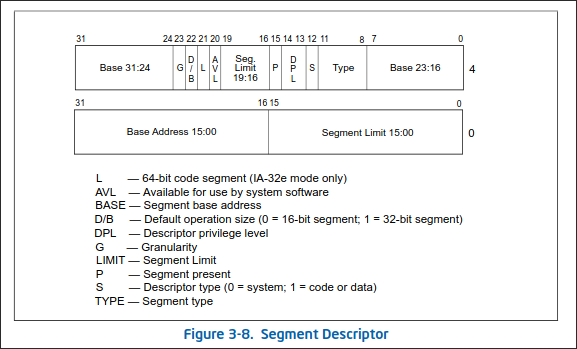 31 24 23 22 21 20 19 16 15 14 13 12 11 8 7 0
Base 31:24 G D/B L AVL Seg. Limit 19:16 P DPL S Type Base 23:16 4
31 16 15 0
Base Address 15:00 Segment Limit 15:00 0
L — 64-bit code segment (IA-32e mode only)
AVL — Available for use by system software
BASE — Segment base address
D/B — Default operation size (0 = 16-bit segment; 1 = 32-bit segment)
DPL — Descriptor privilege level
G — Granularity
LIMIT — Segment Limit
P — Segment present
S — Descriptor type (0 = system; 1 = code or data)
TYPE — Segment type
Figure 3-8. Segment Descriptor